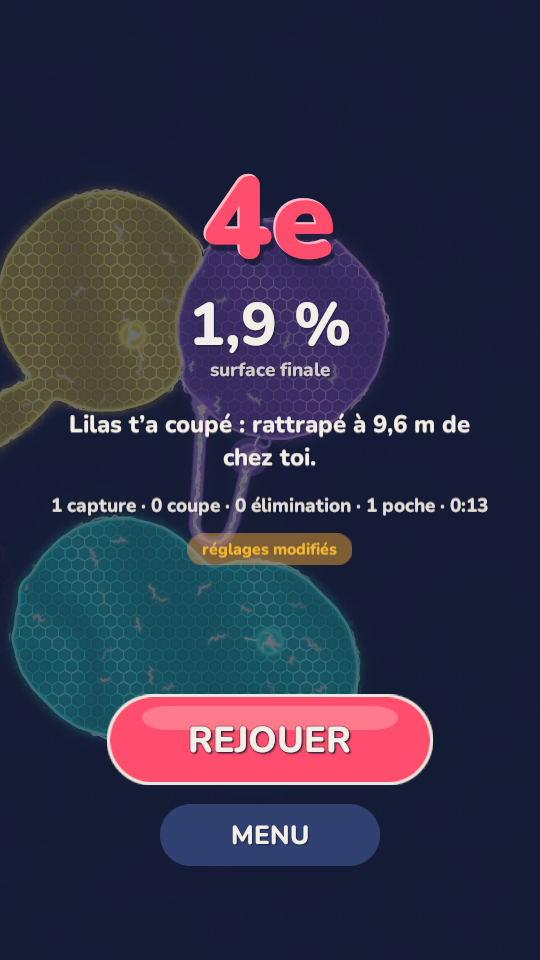 4e
1,9 %
surface finale
Lilas t’a coupé : rattrapé à 9,6 m de
chez toi.
1 capture · 0 coupe · 0 élimination · 1 poche · 0:13
réglages modifiés
REJOUER
MENU